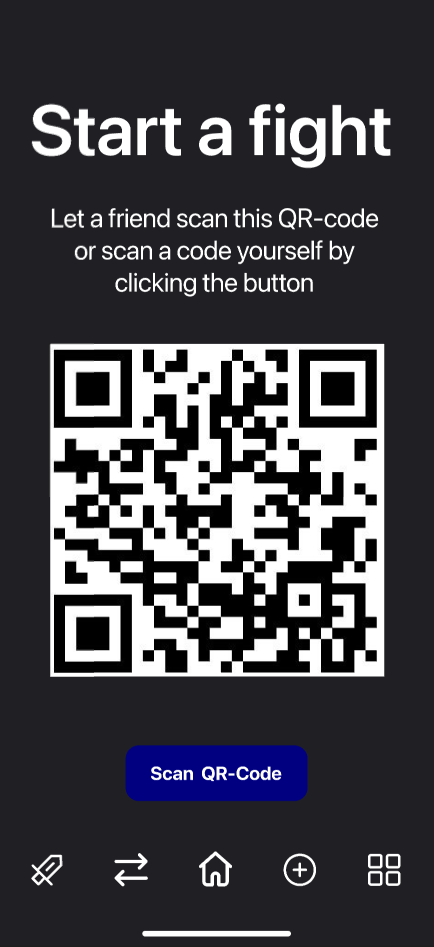 Start a fight
Let a friend scan this QR-code
or scan a code yourself by
clicking the button
Scan QR-Code